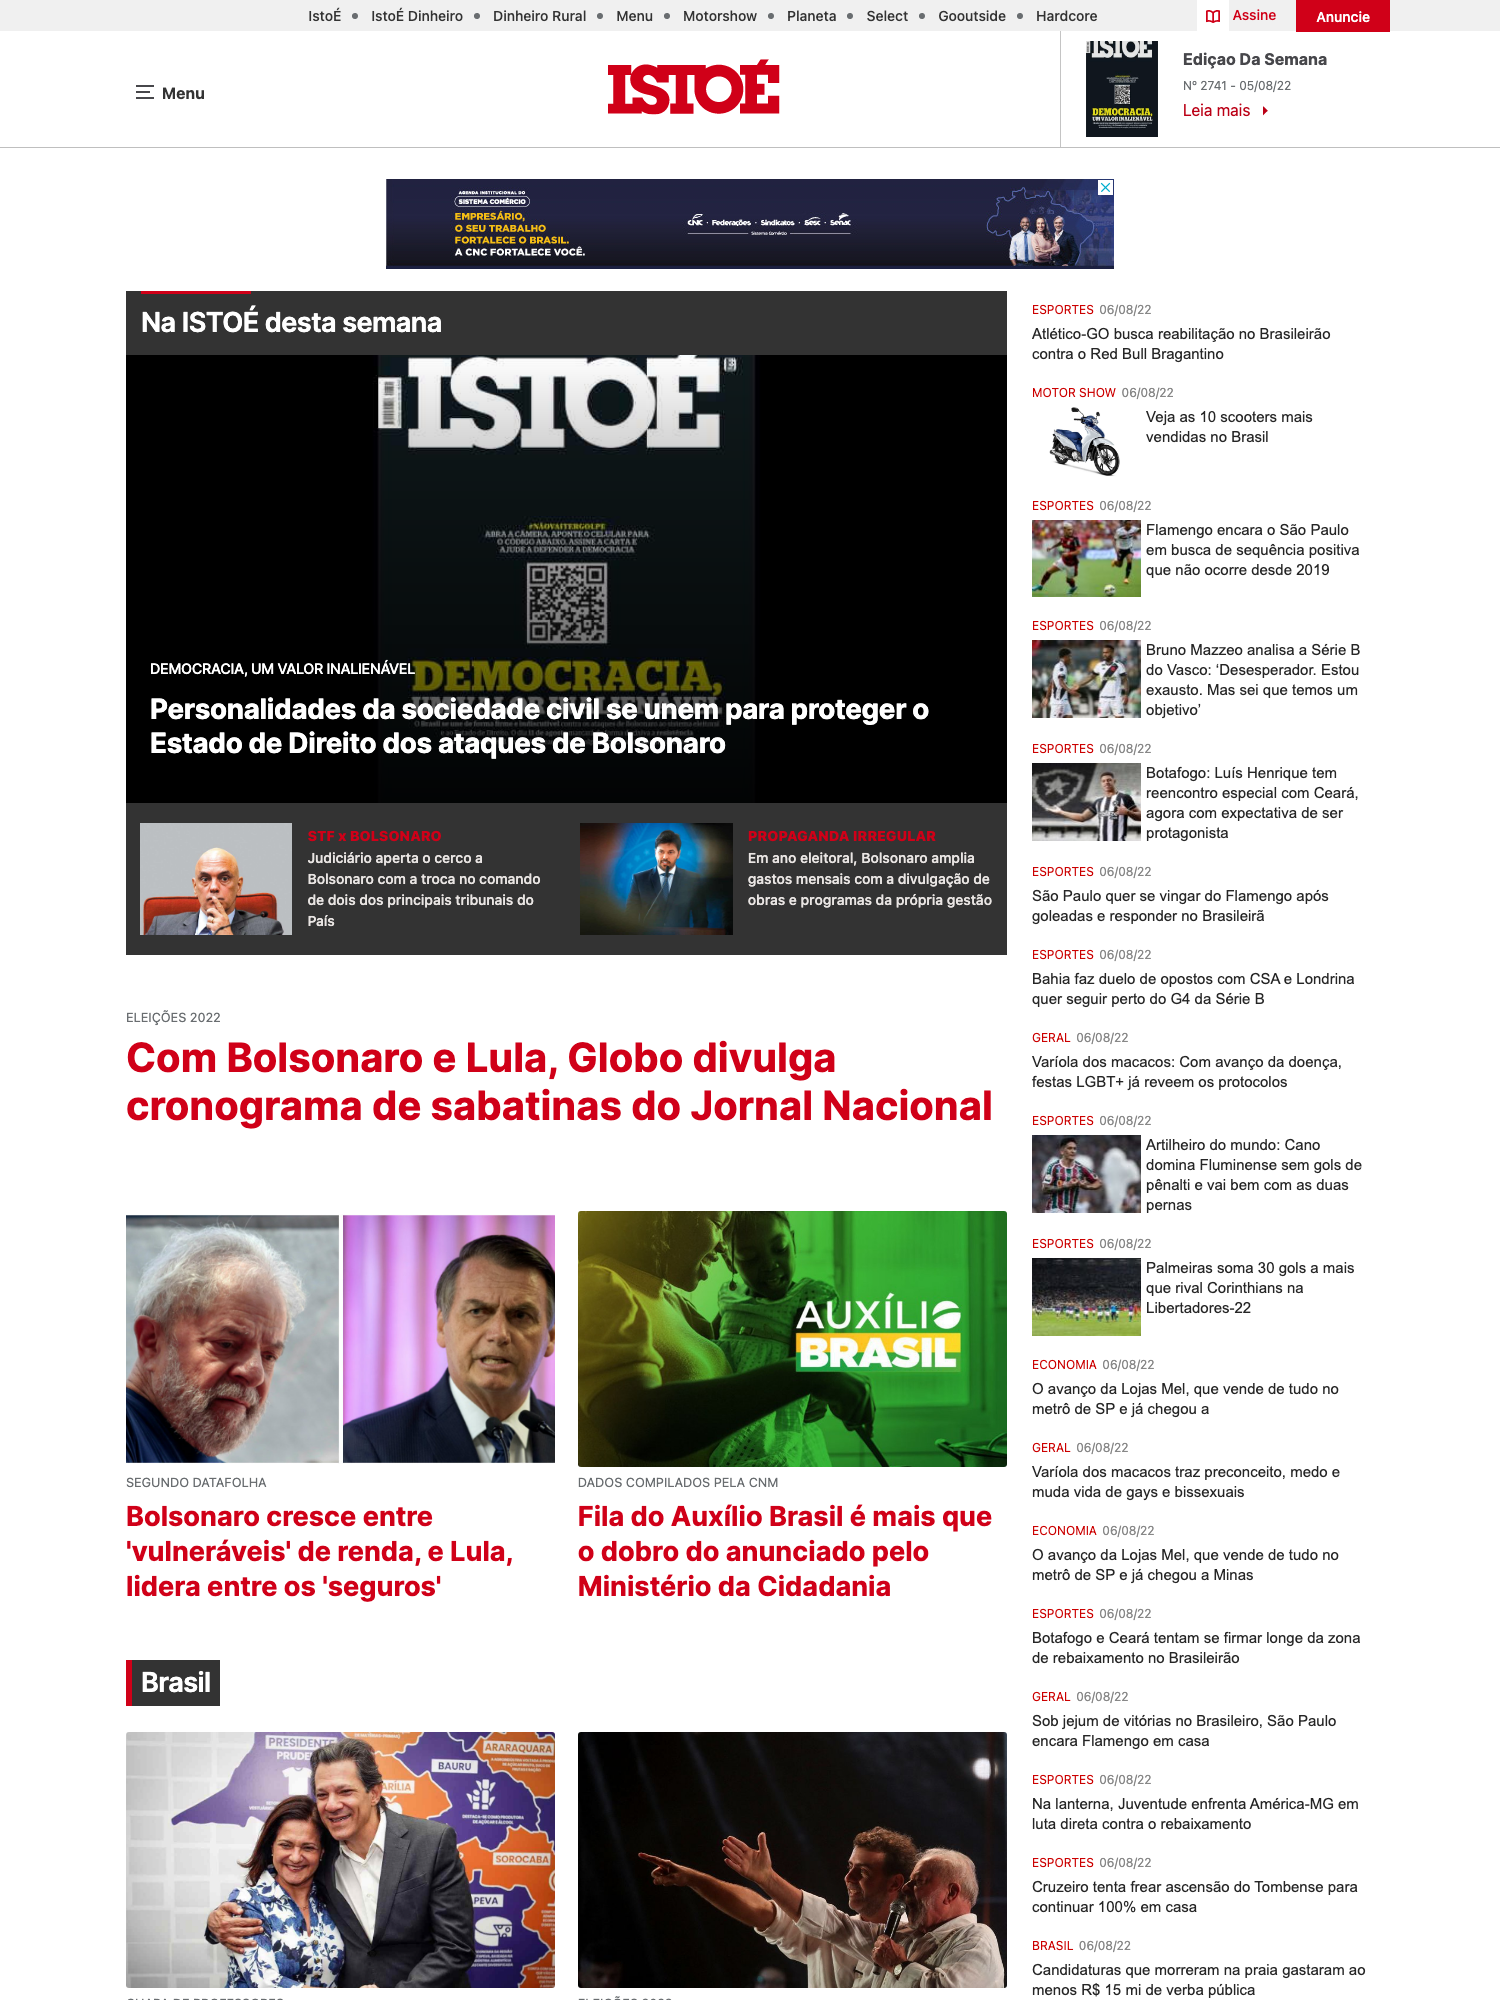 IstoÉ • IstoÉ Dinheiro • Dinheiro Rural • Menu • Motorshow • Planeta • Select • Gooutside • Hardcore
Assine
Anuncie
Menu
ISTOÉ
ISTOÉ
DEMOCRACIA,
UM VALOR INALIENÁVEL
Ediçao Da Semana
Nº 2741 - 05/08/22
Leia mais
AGENDA INSTITUCIONAL DO
SISTEMA COMÉRCIO
EMPRESÁRIO,
O SEU TRABALHO
FORTALECE O BRASIL.
A CNC FORTALECE VOCÊ.
CNC · Federações · Sindicatos · Sesc · Senac
Sistema Comércio
Na ISTOÉ desta semana
ISTOÉ
#NÃOVAITERGOLPE
ABRA A CÂMERA, APONTE O CELULAR PARA
O CÓDIGO ABAIXO, ASSINE A CARTA E
AJUDE A DEFENDER A DEMOCRACIA
DEMOCRACIA,
DEMOCRACIA, UM VALOR INALIENÁVEL
Personalidades da sociedade civil se unem para proteger o
Estado de Direito dos ataques de Bolsonaro
STF x BOLSONARO
Judiciário aperta o cerco a
Bolsonaro com a troca no comando
de dois dos principais tribunais do
País
PROPAGANDA IRREGULAR
Em ano eleitoral, Bolsonaro amplia
gastos mensais com a divulgação de
obras e programas da própria gestão
ELEIÇÕES 2022
Com Bolsonaro e Lula, Globo divulga
cronograma de sabatinas do Jornal Nacional
SEGUNDO DATAFOLHA
Bolsonaro cresce entre
'vulneráveis' de renda, e Lula,
lidera entre os 'seguros'
AUXÍLIO
BRASIL
DADOS COMPILADOS PELA CNM
Fila do Auxílio Brasil é mais que
o dobro do anunciado pelo
Ministério da Cidadania
Brasil
PRESIDENTE
ARARAQUARA
BAURU
SOROCABA
ELEIÇÕES 2022
ESPORTES 06/08/22
Atlético-GO busca reabilitação no Brasileirão
contra o Red Bull Bragantino
MOTOR SHOW 06/08/22
Veja as 10 scooters mais
vendidas no Brasil
ESPORTES 06/08/22
Flamengo encara o São Paulo
em busca de sequência positiva
que não ocorre desde 2019
ESPORTES 06/08/22
Bruno Mazzeo analisa a Série B
do Vasco: ‘Desesperador. Estou
exausto. Mas sei que temos um
objetivo’
ESPORTES 06/08/22
Botafogo: Luís Henrique tem
reencontro especial com Ceará,
agora com expectativa de ser
protagonista
ESPORTES 06/08/22
São Paulo quer se vingar do Flamengo após
goleadas e responder no Brasileirã
ESPORTES 06/08/22
Bahia faz duelo de opostos com CSA e Londrina
quer seguir perto do G4 da Série B
GERAL 06/08/22
Varíola dos macacos: Com avanço da doença,
festas LGBT+ já reveem os protocolos
ESPORTES 06/08/22
Artilheiro do mundo: Cano
domina Fluminense sem gols de
pênalti e vai bem com as duas
pernas
ESPORTES 06/08/22
Palmeiras soma 30 gols a mais
que rival Corinthians na
Libertadores-22
ECONOMIA 06/08/22
O avanço da Lojas Mel, que vende de tudo no
metrô de SP e já chegou a
GERAL 06/08/22
Varíola dos macacos traz preconceito, medo e
muda vida de gays e bissexuais
ECONOMIA 06/08/22
O avanço da Lojas Mel, que vende de tudo no
metrô de SP e já chegou a Minas
ESPORTES 06/08/22
Botafogo e Ceará tentam se firmar longe da zona
de rebaixamento no Brasileirão
GERAL 06/08/22
Sob jejum de vitórias no Brasileiro, São Paulo
encara Flamengo em casa
ESPORTES 06/08/22
Na lanterna, Juventude enfrenta América-MG em
luta direta contra o rebaixamento
ESPORTES 06/08/22
Cruzeiro tenta frear ascensão do Tombense para
continuar 100% em casa
BRASIL 06/08/22
Candidaturas que morreram na praia gastaram ao
menos R$ 15 mi de verba pública